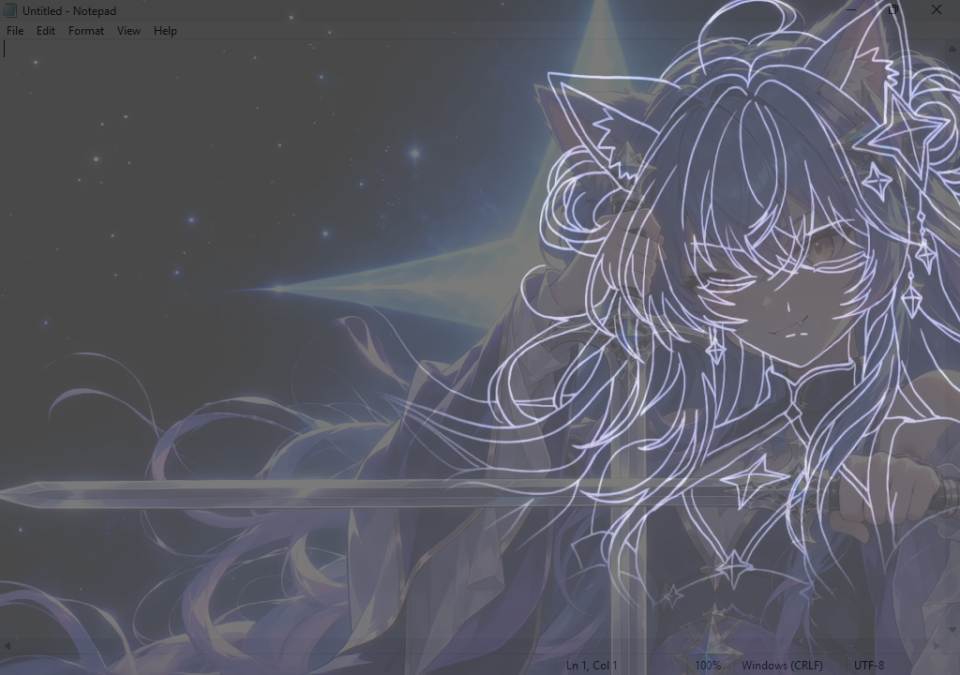 Untitled - Notepad
File Edit Format View Help
Ln 1, Col 1 100% Windows (CRLF) UTF-8